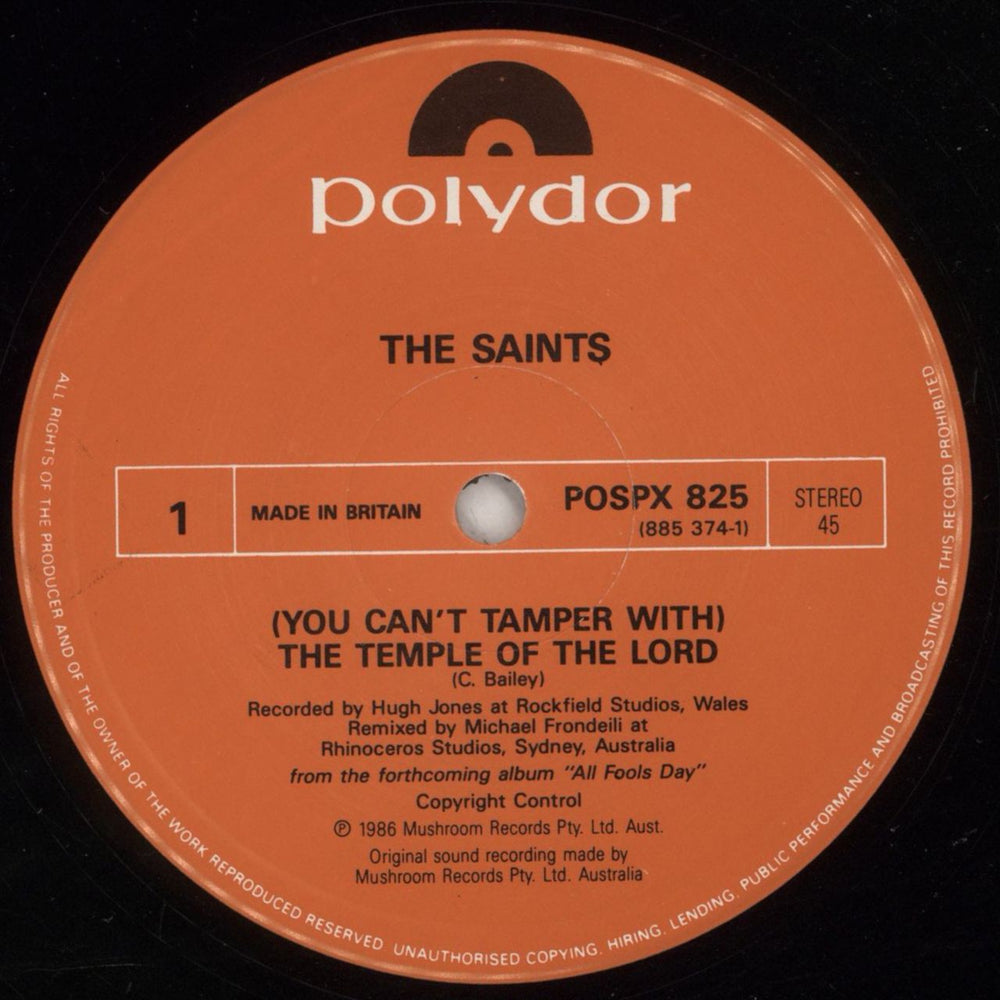 polydor
THE SAINTS
1
MADE IN BRITAIN
POSPX 825
(885 374-1)
STEREO
45
(YOU CAN'T TAMPER WITH)
THE TEMPLE OF THE LORD
(C. Bailey)
Recorded by Hugh Jones at Rockfield Studios, Wales
Remixed by Michael Frondeili at
Rhinoceros Studios, Sydney, Australia
from the forthcoming album "All Fools Day"
Copyright Control
℗ 1986 Mushroom Records Pty. Ltd. Aust.
Original sound recording made by
Mushroom Records Pty. Ltd. Australia
ALL RIGHTS OF THE PRODUCER AND OF THE OWNER OF THE WORK REPRODUCED RESERVED UNAUTHORISED COPYING, HIRING, LENDING, PUBLIC PERFORMANCE AND BROADCASTING OF THIS RECORD PROHIBITED